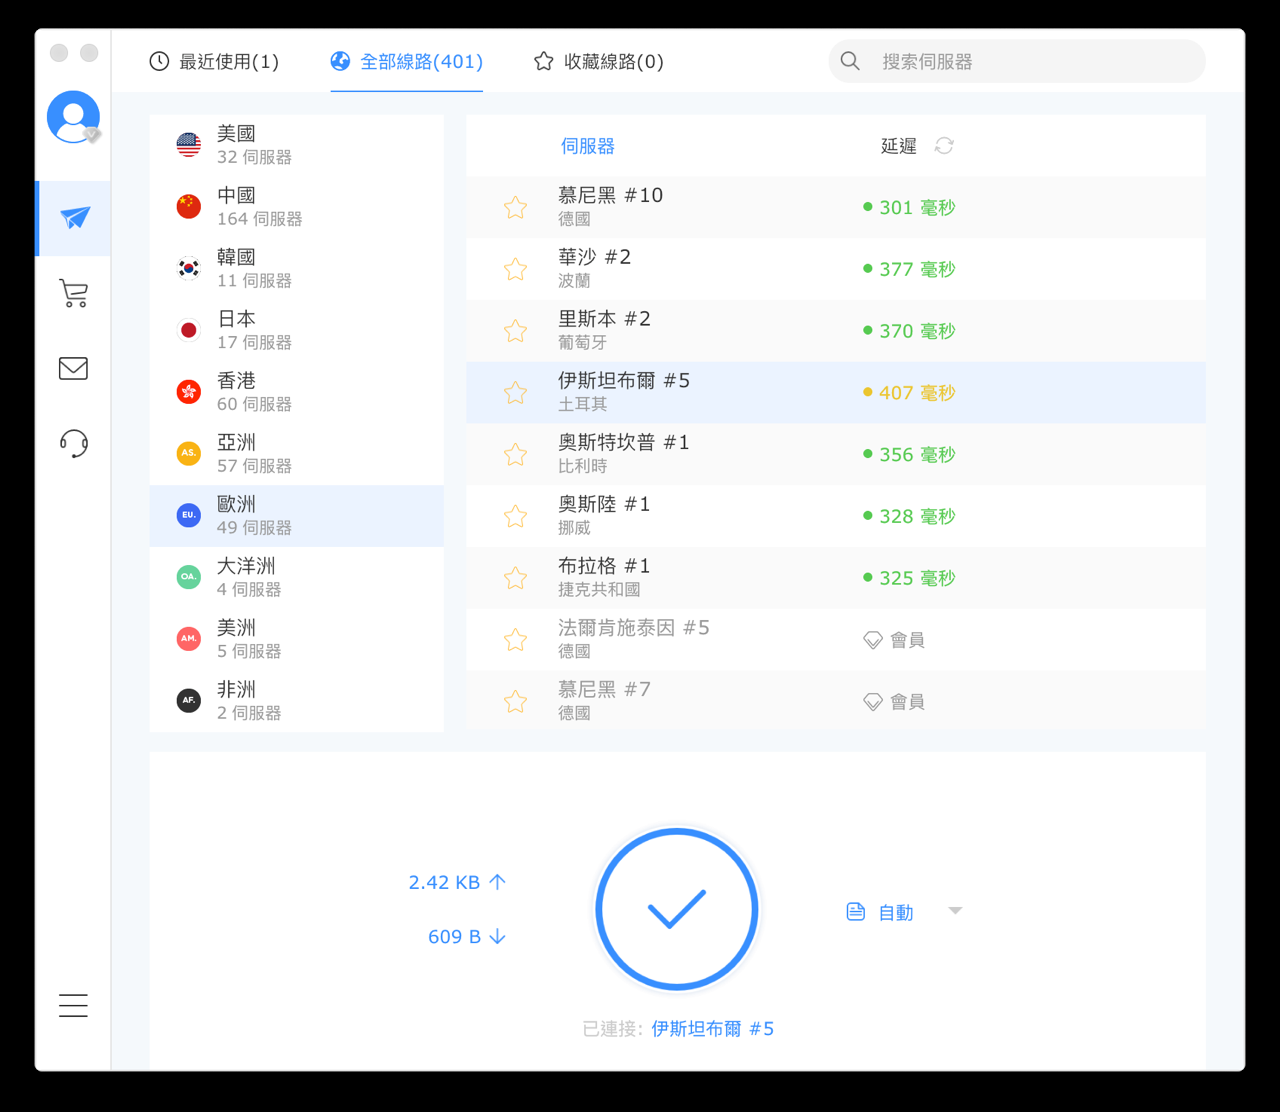 最近使用(1)
全部線路(401)
收藏線路(0)
搜索伺服器
美國
32 伺服器
中國
164 伺服器
韓國
11 伺服器
日本
17 伺服器
香港
60 伺服器
AS.
亞洲
57 伺服器
EU.
歐洲
49 伺服器
OA.
大洋洲
4 伺服器
AM.
美洲
5 伺服器
AF.
非洲
2 伺服器
伺服器
延遲
慕尼黑 #10
德國
301 毫秒
華沙 #2
波蘭
377 毫秒
里斯本 #2
葡萄牙
370 毫秒
伊斯坦布爾 #5
土耳其
407 毫秒
奧斯特坎普 #1
比利時
356 毫秒
奧斯陸 #1
挪威
328 毫秒
布拉格 #1
捷克共和國
325 毫秒
法爾肯施泰因 #5
德國
會員
慕尼黑 #7
德國
會員
2.42 KB
609 B
自動
已連接: 伊斯坦布爾 #5